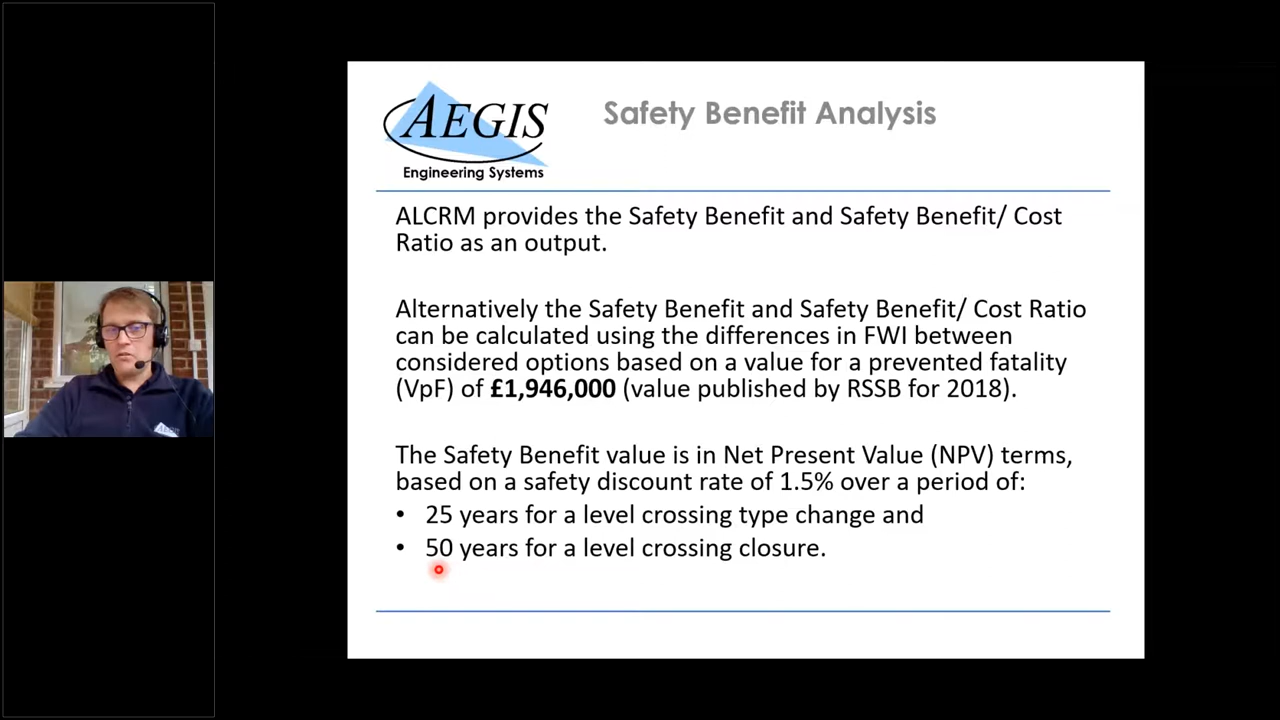 AEGIS
Engineering Systems
Safety Benefit Analysis
ALCRM provides the Safety Benefit and Safety Benefit/ Cost
Ratio as an output.
Alternatively the Safety Benefit and Safety Benefit/ Cost Ratio
can be calculated using the differences in FWI between
considered options based on a value for a prevented fatality
(VpF) of £1,946,000 (value published by RSSB for 2018).
The Safety Benefit value is in Net Present Value (NPV) terms,
based on a safety discount rate of 1.5% over a period of:
• 25 years for a level crossing type change and
• 50 years for a level crossing closure.
AEGIS